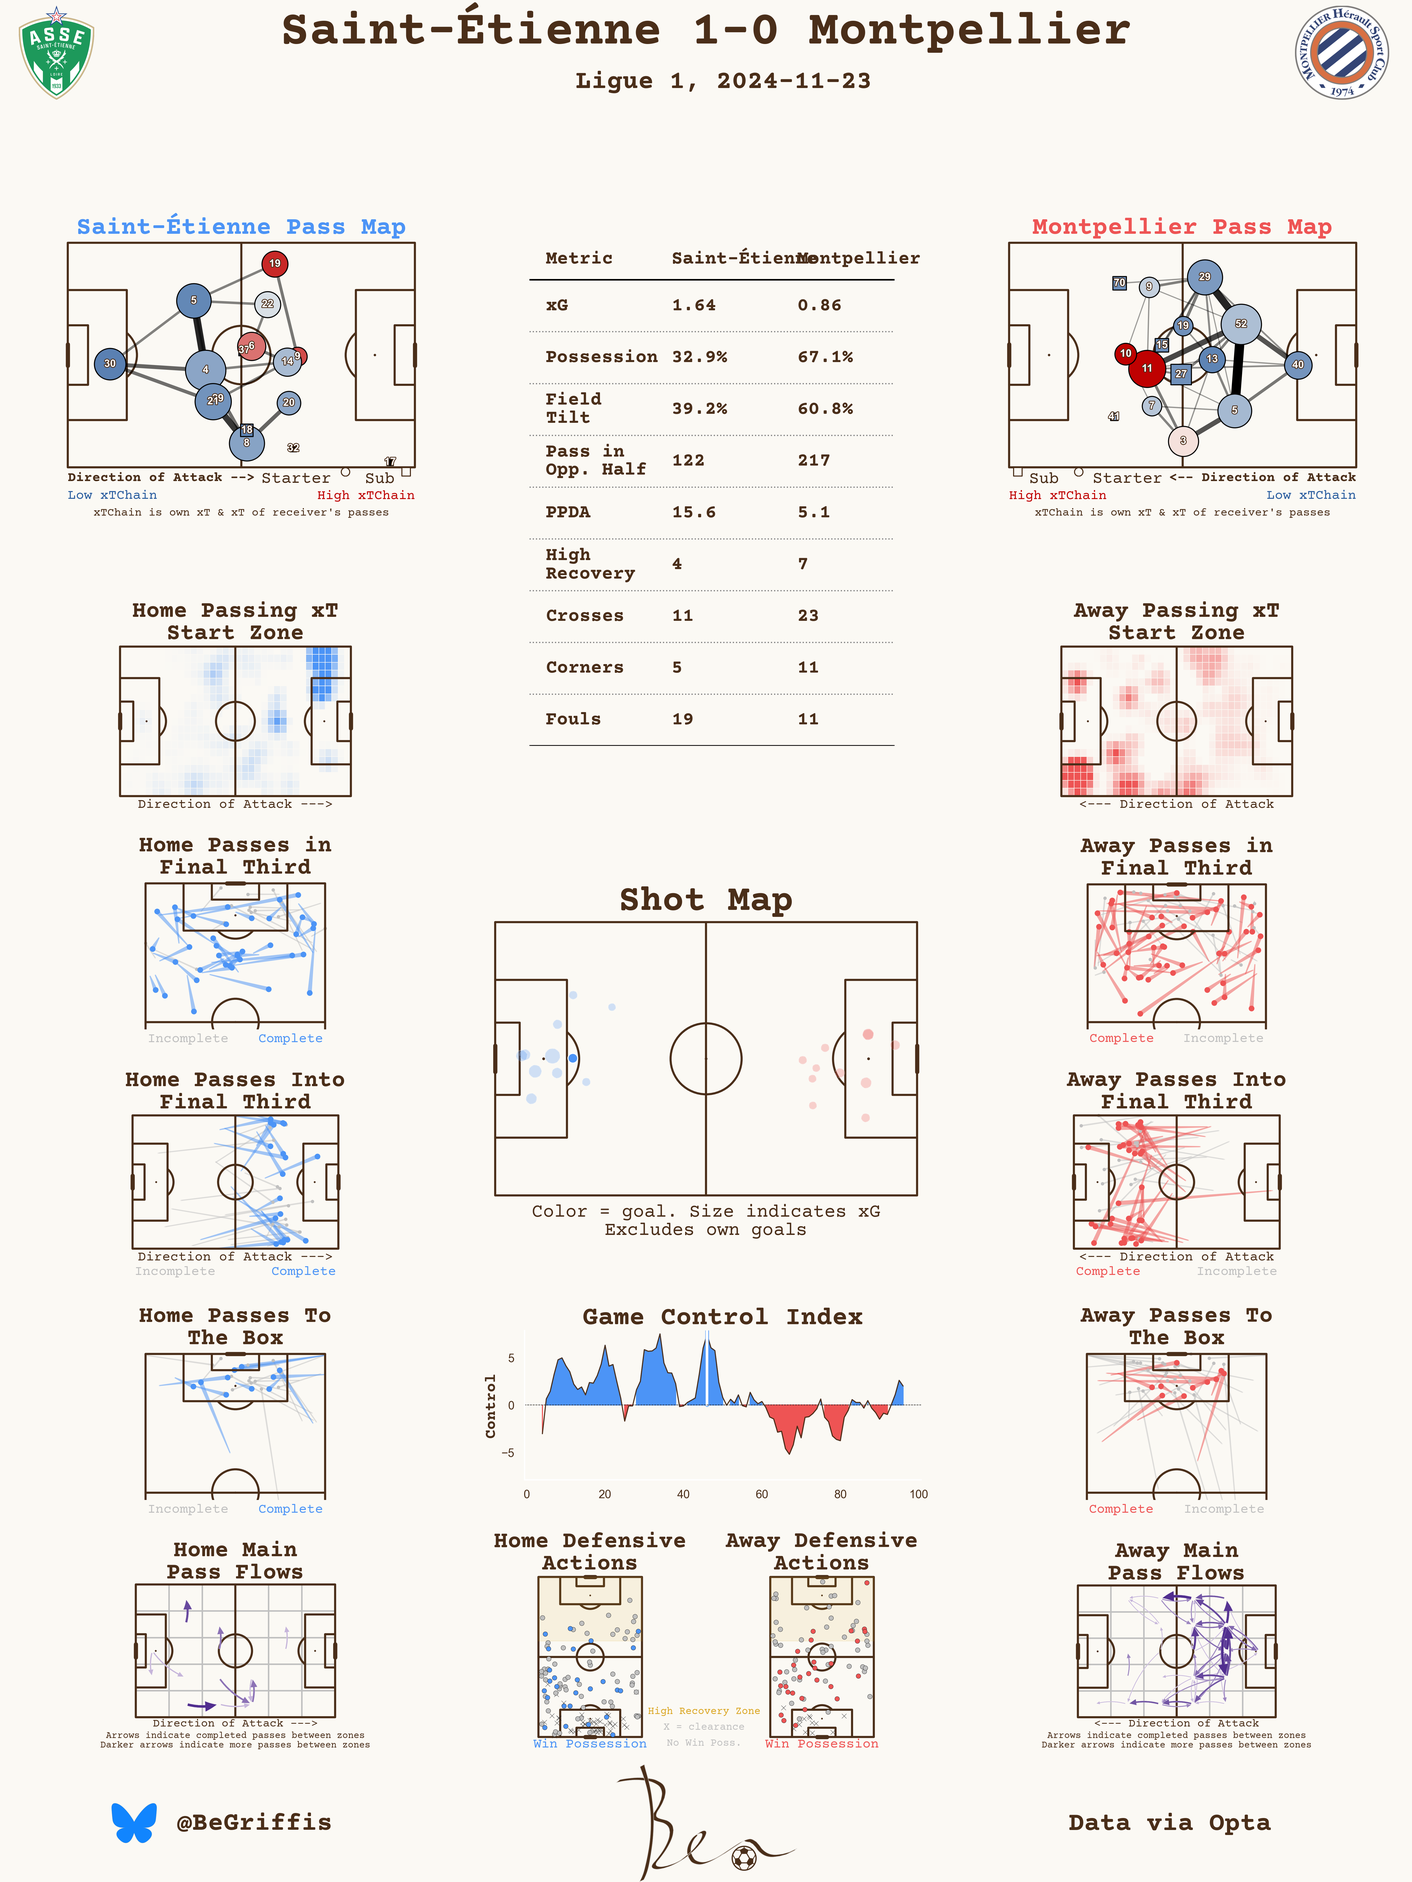 Saint-Étienne 1-0 Montpellier
Ligue 1, 2024-11-23
ASSE
SAINT-ÉTIENNE
LOIRE
1933
MONTPELLIER Hérault Sport Club
1974
Saint-Étienne Pass Map
19
5
22
6
37
9
14
30
4
21
29
20
18
8
32
17
Direction of Attack --> Starter Sub
Low xTChain High xTChain
xTChain is own xT & xT of receiver's passes
Metric Saint-Étienne Montpellier
xG 1.64 0.86
Possession 32.9% 67.1%
Field
Tilt 39.2% 60.8%
Pass in
Opp. Half 122 217
PPDA 15.6 5.1
High
Recovery 4 7
Crosses 11 23
Corners 5 11
Fouls 19 11
Montpellier Pass Map
70
9
29
19
52
15
10
11
27
13
40
7
41
5
3
Sub Starter <-- Direction of Attack
High xTChain Low xTChain
xTChain is own xT & xT of receiver's passes
Home Passing xT
Start Zone
Direction of Attack --->
Away Passing xT
Start Zone
<--- Direction of Attack
Home Passes in
Final Third
Incomplete Complete
Away Passes in
Final Third
Complete Incomplete
Shot Map
Color = goal. Size indicates xG
Excludes own goals
Home Passes Into
Final Third
Direction of Attack --->
Incomplete Complete
Away Passes Into
Final Third
<--- Direction of Attack
Complete Incomplete
Home Passes To
The Box
Incomplete Complete
Game Control Index
Control
5
0
−5
0 20 40 60 80 100
Away Passes To
The Box
Complete Incomplete
Home Main
Pass Flows
Direction of Attack --->
Arrows indicate completed passes between zones
Darker arrows indicate more passes between zones
Home Defensive
Actions
Win Possession
Away Defensive
Actions
Win Possession
High Recovery Zone
X = clearance
No Win Poss.
Away Main
Pass Flows
<--- Direction of Attack
Arrows indicate completed passes between zones
Darker arrows indicate more passes between zones
@BeGriffis
Ben
Data via Opta